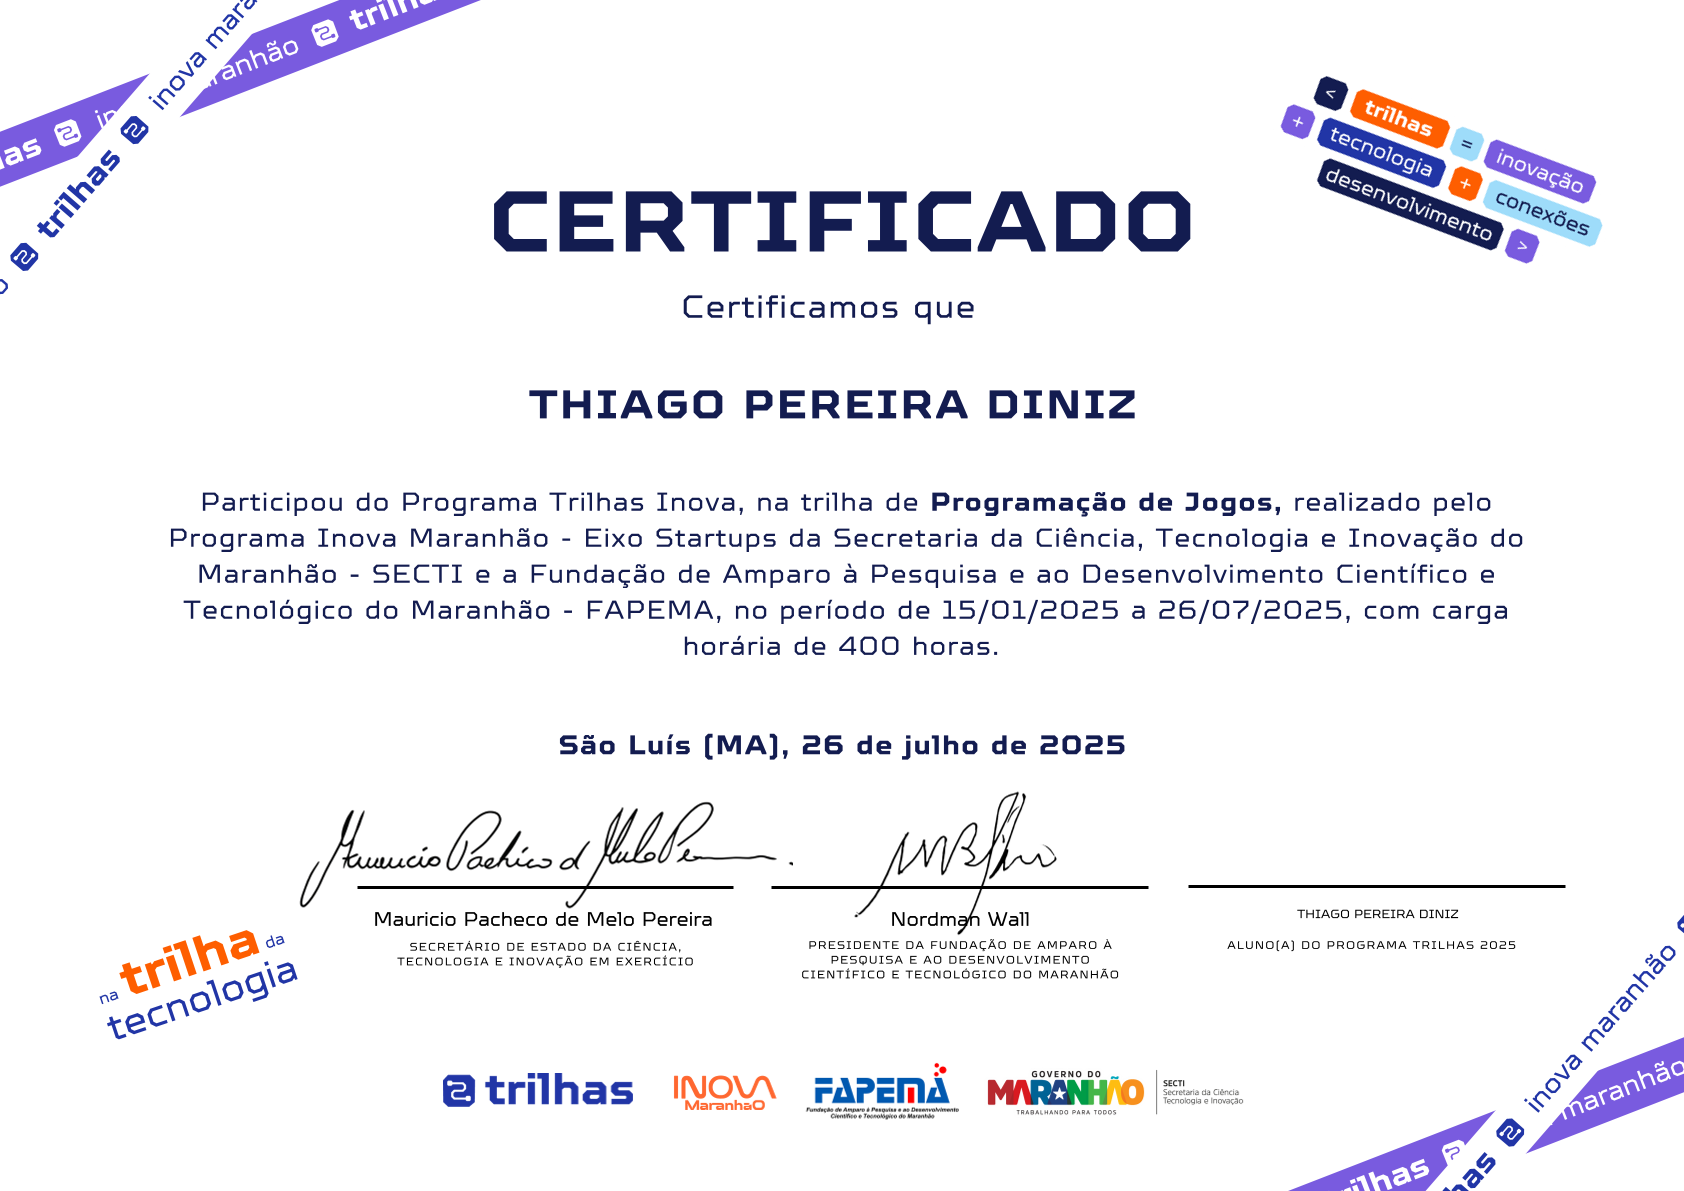 inova mara
anhão trilha
has in
trilhas
<
trilhas
+
tecnologia
=
inovação
desenvolvimento
+
conexões
>
CERTIFICADO
Certificamos que
THIAGO PEREIRA DINIZ
Participou do Programa Trilhas Inova, na trilha de Programação de Jogos, realizado pelo
Programa Inova Maranhão - Eixo Startups da Secretaria da Ciência, Tecnologia e Inovação do
Maranhão - SECTI e a Fundação de Amparo à Pesquisa e ao Desenvolvimento Científico e
Tecnológico do Maranhão - FAPEMA, no período de 15/01/2025 a 26/07/2025, com carga
horária de 400 horas.
São Luís (MA), 26 de julho de 2025
Mauricio Pacheco de Melo Pereira
SECRETÁRIO DE ESTADO DA CIÊNCIA,
TECNOLOGIA E INOVAÇÃO EM EXERCÍCIO
Nordman Wall
PRESIDENTE DA FUNDAÇÃO DE AMPARO À
PESQUISA E AO DESENVOLVIMENTO
CIENTÍFICO E TECNOLÓGICO DO MARANHÃO
THIAGO PEREIRA DINIZ
ALUNO(A) DO PROGRAMA TRILHAS 2025
na trilha da
tecnologia
trilhas
INOVA
Maranhão
FAPEMA
Fundação de Amparo à Pesquisa e ao Desenvolvimento
Científico e Tecnológico do Maranhão
GOVERNO DO
MARANHÃO
TRABALHANDO PARA TODOS
SECTI
Secretaria da Ciência
Tecnologia e Inovação
inova maranhão
maranhão
rilhas
has